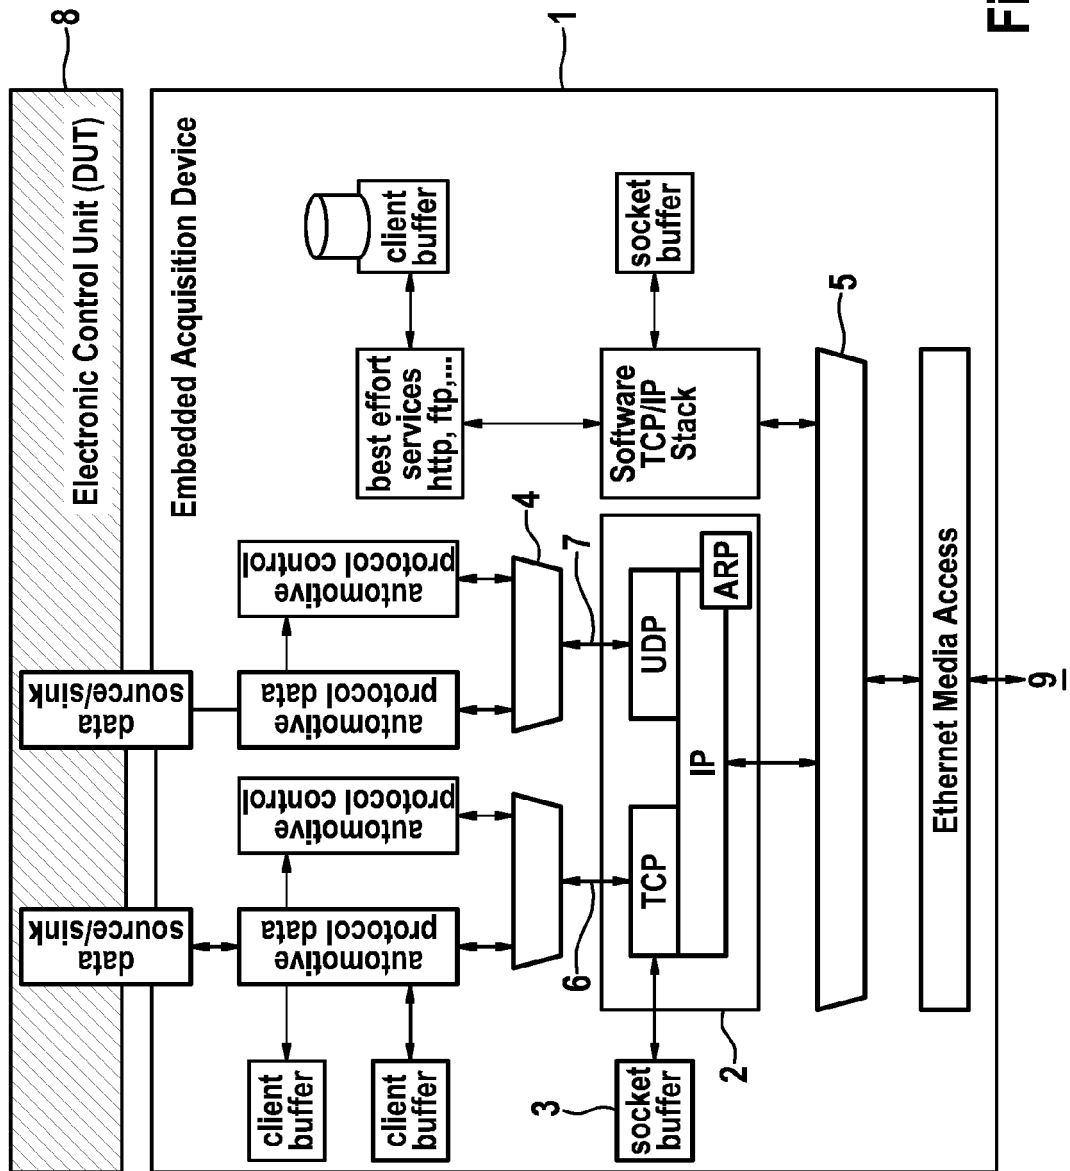 Fi
8
1
Electronic Control Unit (DUT)
Embedded Acquisition Device
data
source/sink
data
source/sink
automotive
protocol data
automotive
protocol control
automotive
protocol data
automotive
protocol control
client
buffer
client
buffer
client
buffer
best effort
services
http, ftp,...
4
6
7
TCP
UDP
IP
ARP
2
3
socket
buffer
Software
TCP/IP
Stack
socket
buffer
5
Ethernet Media Access
9